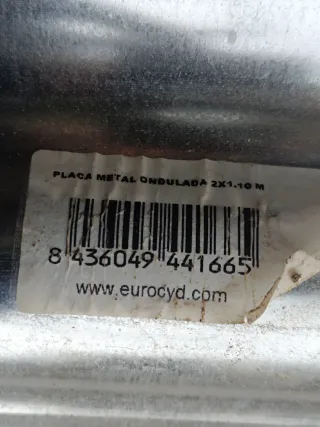 PLACA METAL ONDULADA 2X1.10 M
8 436049 441665
www.eurocyd.com